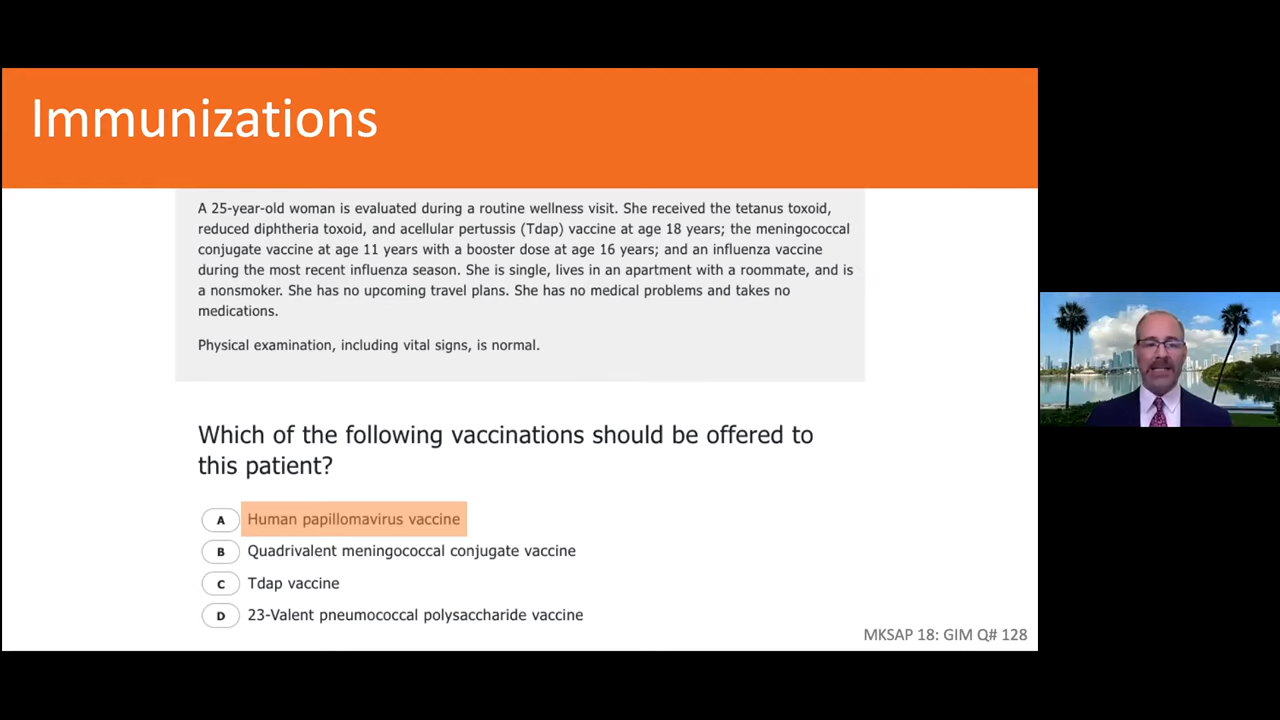 Immunizations
A 25-year-old woman is evaluated during a routine wellness visit. She received the tetanus toxoid,
reduced diphtheria toxoid, and acellular pertussis (Tdap) vaccine at age 18 years; the meningococcal
conjugate vaccine at age 11 years with a booster dose at age 16 years; and an influenza vaccine
during the most recent influenza season. She is single, lives in an apartment with a roommate, and is
a nonsmoker. She has no upcoming travel plans. She has no medical problems and takes no
medications.
Physical examination, including vital signs, is normal.
Which of the following vaccinations should be offered to
this patient?
A Human papillomavirus vaccine
B Quadrivalent meningococcal conjugate vaccine
C Tdap vaccine
D 23-Valent pneumococcal polysaccharide vaccine
MKSAP 18: GIM Q# 128